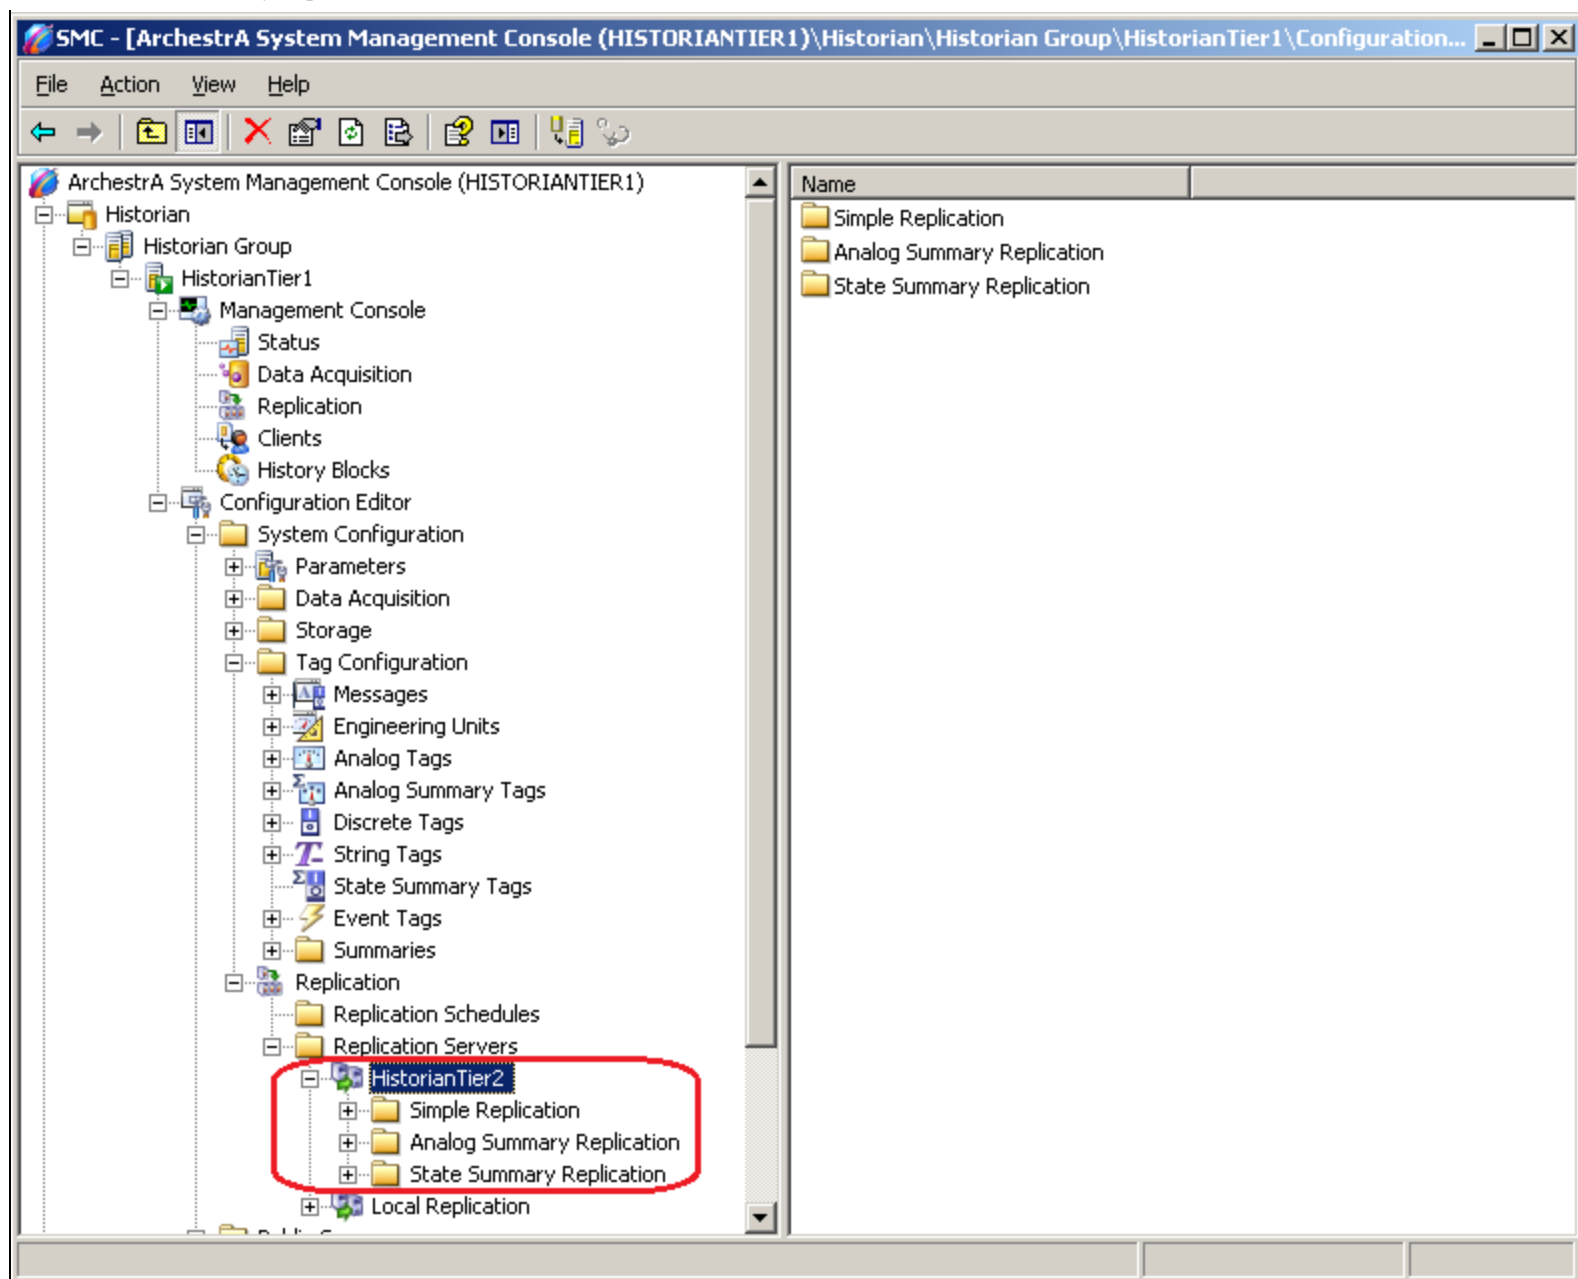 SMC - [ArchestrA System Management Console (HISTORIANTIER1)\Historian\Historian Group\HistorianTier1\Configuration...
File Action View Help
ArchestrA System Management Console (HISTORIANTIER1)
Historian
Historian Group
HistorianTier1
Management Console
Status
Data Acquisition
Replication
Clients
History Blocks
Configuration Editor
System Configuration
Parameters
Data Acquisition
Storage
Tag Configuration
Messages
Engineering Units
Analog Tags
Analog Summary Tags
Discrete Tags
String Tags
State Summary Tags
Event Tags
Summaries
Replication
Replication Schedules
Replication Servers
HistorianTier2
Simple Replication
Analog Summary Replication
State Summary Replication
Local Replication
Name
Simple Replication
Analog Summary Replication
State Summary Replication